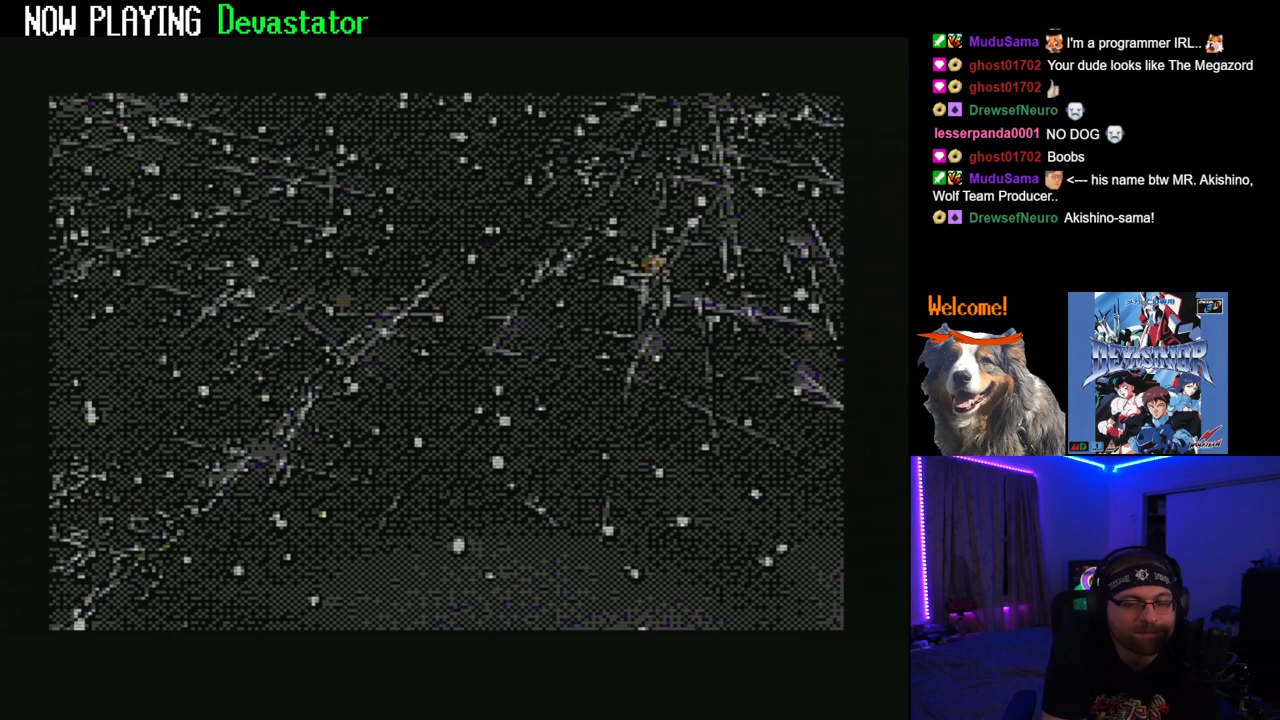 NOW PLAYING Devastator
MuduSama I'm a programmer IRL..
ghost01702 Your dude looks like The Megazord
ghost01702
DrewsefNeuro
lesserpanda0001 NO DOG
ghost01702 Boobs
MuduSama <--- his name btw MR. Akishino,
Wolf Team Producer..
DrewsefNeuro Akishino-sama!
Welcome!